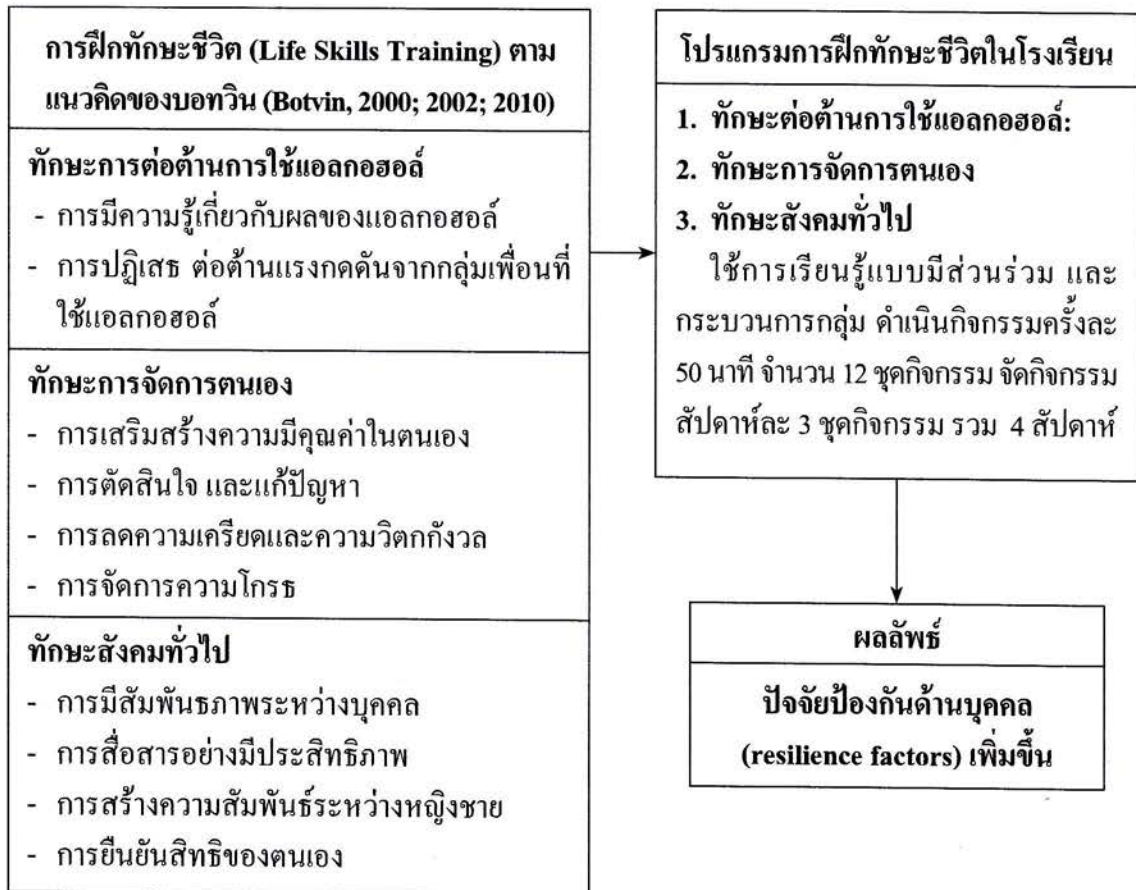 การฝึกทักษะชีวิต (Life Skills Training) ตาม
แนวคิดของบอทวิน (Botvin, 2000; 2002; 2010)
ทักษะการต่อต้านการใช้แอลกอฮอล์
- การมีความรู้เกี่ยวกับผลของแอลกอฮอล์
- การปฏิเสธ ต่อต้านแรงกดดันจากกลุ่มเพื่อนที่
ใช้แอลกอฮอล์
ทักษะการจัดการตนเอง
- การเสริมสร้างความมีคุณค่าในตนเอง
- การตัดสินใจ และแก้ปัญหา
- การลดความเครียดและความวิตกกังวล
- การจัดการความโกรธ
ทักษะสังคมทั่วไป
- การมีสัมพันธภาพระหว่างบุคคล
- การสื่อสารอย่างมีประสิทธิภาพ
- การสร้างความสัมพันธ์ระหว่างหญิงชาย
- การยืนยันสิทธิของตนเอง
โปรแกรมการฝึกทักษะชีวิตในโรงเรียน
1. ทักษะต่อต้านการใช้แอลกอฮอล์:
2. ทักษะการจัดการตนเอง
3. ทักษะสังคมทั่วไป
ใช้การเรียนรู้แบบมีส่วนร่วม และ
กระบวนการกลุ่ม ดำเนินกิจกรรมครั้งละ
50 นาที จำนวน 12 ชุดกิจกรรม จัดกิจกรรม
สัปดาห์ละ 3 ชุดกิจกรรม รวม 4 สัปดาห์
ผลลัพธ์
ปัจจัยป้องกันด้านบุคคล
(resilience factors) เพิ่มขึ้น